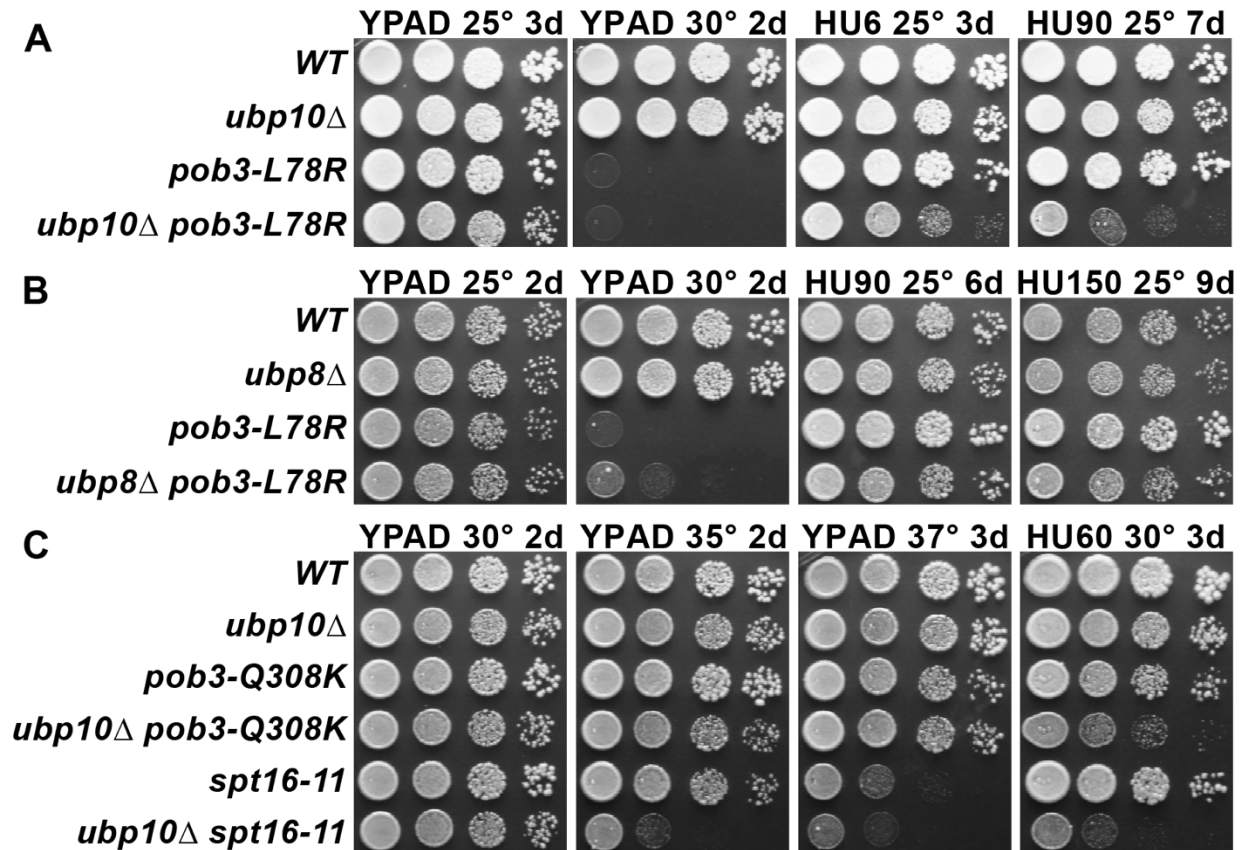 A
YPAD 25° 3d YPAD 30° 2d HU6 25° 3d HU90 25° 7d
WT
ubp10Δ
pob3-L78R
ubp10Δ pob3-L78R
B
YPAD 25° 2d YPAD 30° 2d HU90 25° 6d HU150 25° 9d
WT
ubp8Δ
pob3-L78R
ubp8Δ pob3-L78R
C
YPAD 30° 2d YPAD 35° 2d YPAD 37° 3d HU60 30° 3d
WT
ubp10Δ
pob3-Q308K
ubp10Δ pob3-Q308K
spt16-11
ubp10Δ spt16-11